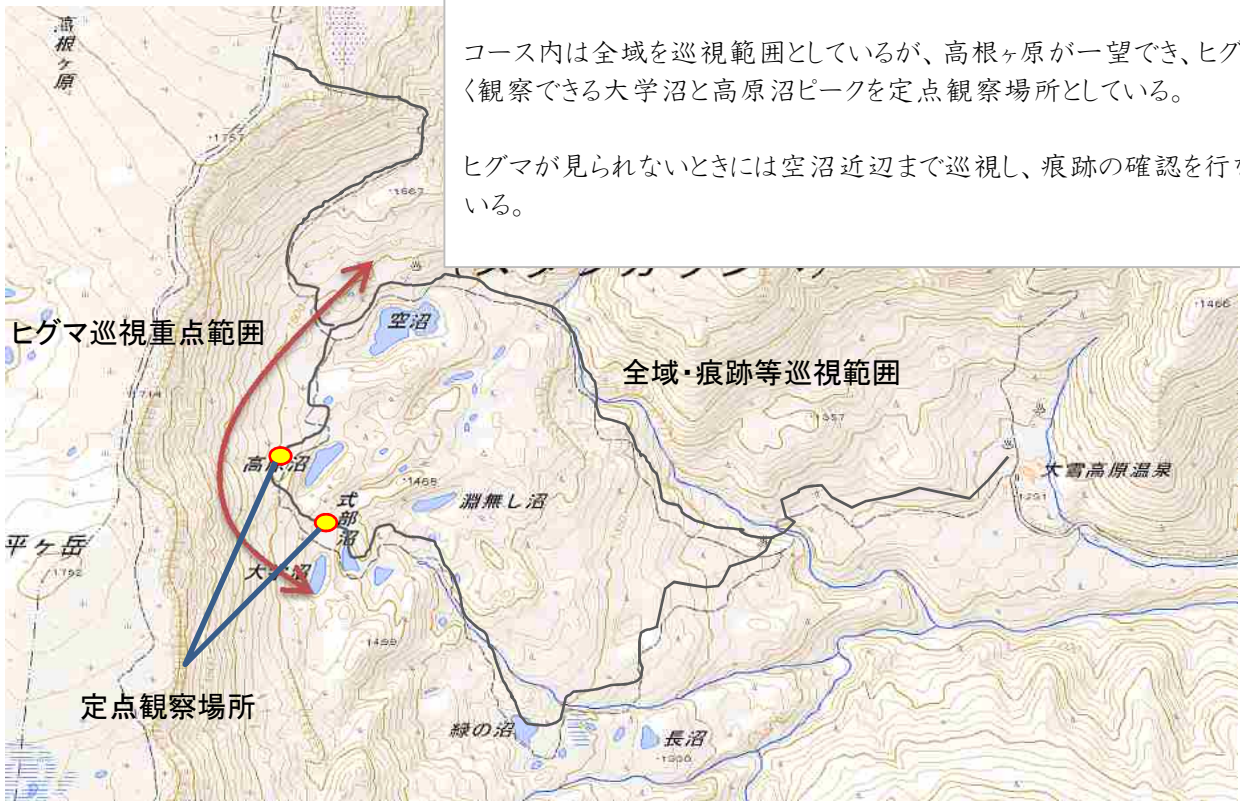 コース内は全域を巡視範囲としているが、高根ヶ原が一望でき、ヒグ
く観察できる大学沼と高原沼ピークを定点観察場所としている。
ヒグマが見られないときには空沼近辺まで巡視し、痕跡の確認を行
いる。
高根ヶ原
・1667
ヒグマ巡視重点範囲
空沼
全域・痕跡等巡視範囲
・1466
・1714
・1357
高原沼
・1468
式部沼
淵無し沼
大雪高原温泉
平ヶ岳
・1752
大学沼
・1499
定点観察場所
緑の沼
長沼